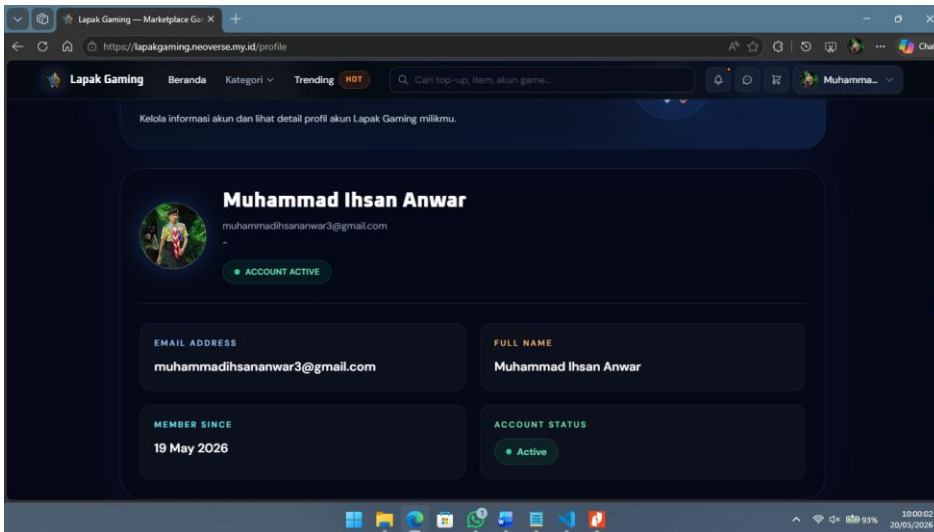 Lapak Gaming — Marketplace Gar
https://lapakgaming.neoverse.my.id/profile
Cha
Lapak Gaming
Beranda
Kategori
Trending HOT
Cari top-up, item, akun game...
Muhamma...
Kelola informasi akun dan lihat detail profil akun Lapak Gaming milikmu.
Muhammad Ihsan Anwar
muhammadihsananwar3@gmail.com
-
ACCOUNT ACTIVE
EMAIL ADDRESS
muhammadihsananwar3@gmail.com
FULL NAME
Muhammad Ihsan Anwar
MEMBER SINCE
19 May 2026
ACCOUNT STATUS
Active
1
93%
10:00:02
20/05/2026